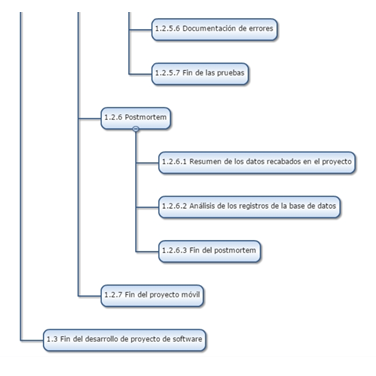 1.2.5.6 Documentación de errores
1.2.5.7 Fin de las pruebas
1.2.6 Postmortem
1.2.6.1 Resumen de los datos recabados en el proyecto
1.2.6.2 Análisis de los registros de la base de datos
1.2.6.3 Fin del postmortem
1.2.7 Fin del proyecto móvil
1.3 Fin del desarrollo de proyecto de software